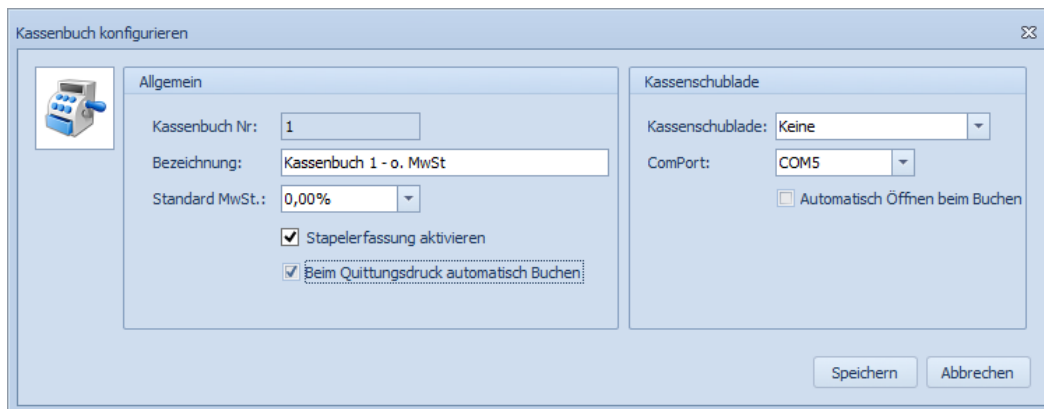 Kassenbuch konfigurieren
Allgemein
Kassenbuch Nr: 1
Bezeichnung: Kassenbuch 1 - o. MwSt
Standard MwSt.: 0,00%
Stapelerfassung aktivieren
Beim Quittungsdruck automatisch Buchen
Kassenschublade
Kassenschublade: Keine
ComPort: COM5
Automatisch Öffnen beim Buchen
Speichern Abbrechen